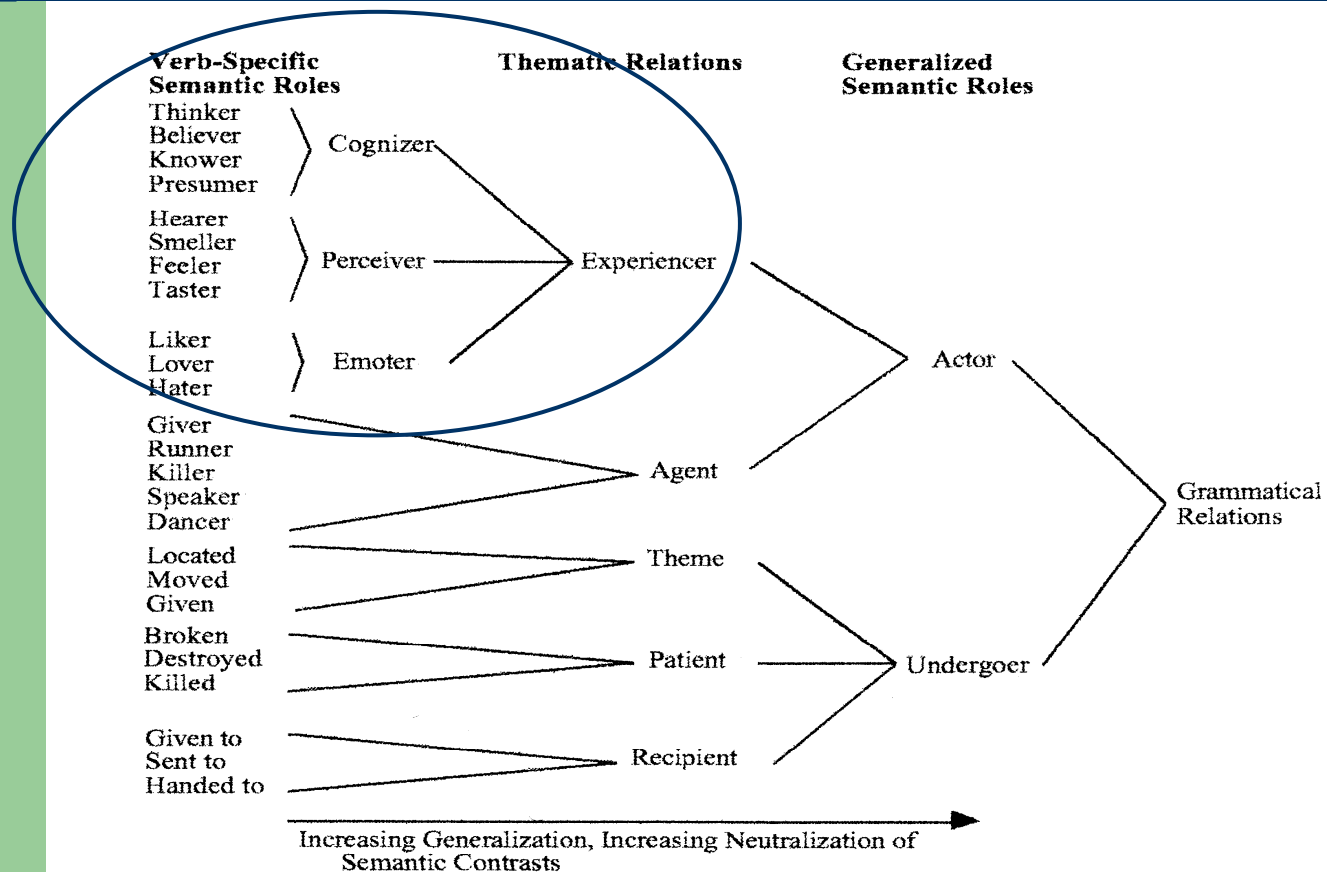 Verb-Specific
Semantic Roles
Thematic Relations
Generalized
Semantic Roles
Thinker
Believer
Knower
Presumer
Cognizer
Hearer
Smeller
Feeler
Taster
Perceiver
Experiencer
Liker
Lover
Hater
Emoter
Actor
Giver
Runner
Killer
Speaker
Dancer
Agent
Grammatical
Relations
Located
Moved
Given
Theme
Broken
Destroyed
Killed
Patient
Undergoer
Given to
Sent to
Handed to
Recipient
Increasing Generalization, Increasing Neutralization of
Semantic Contrasts